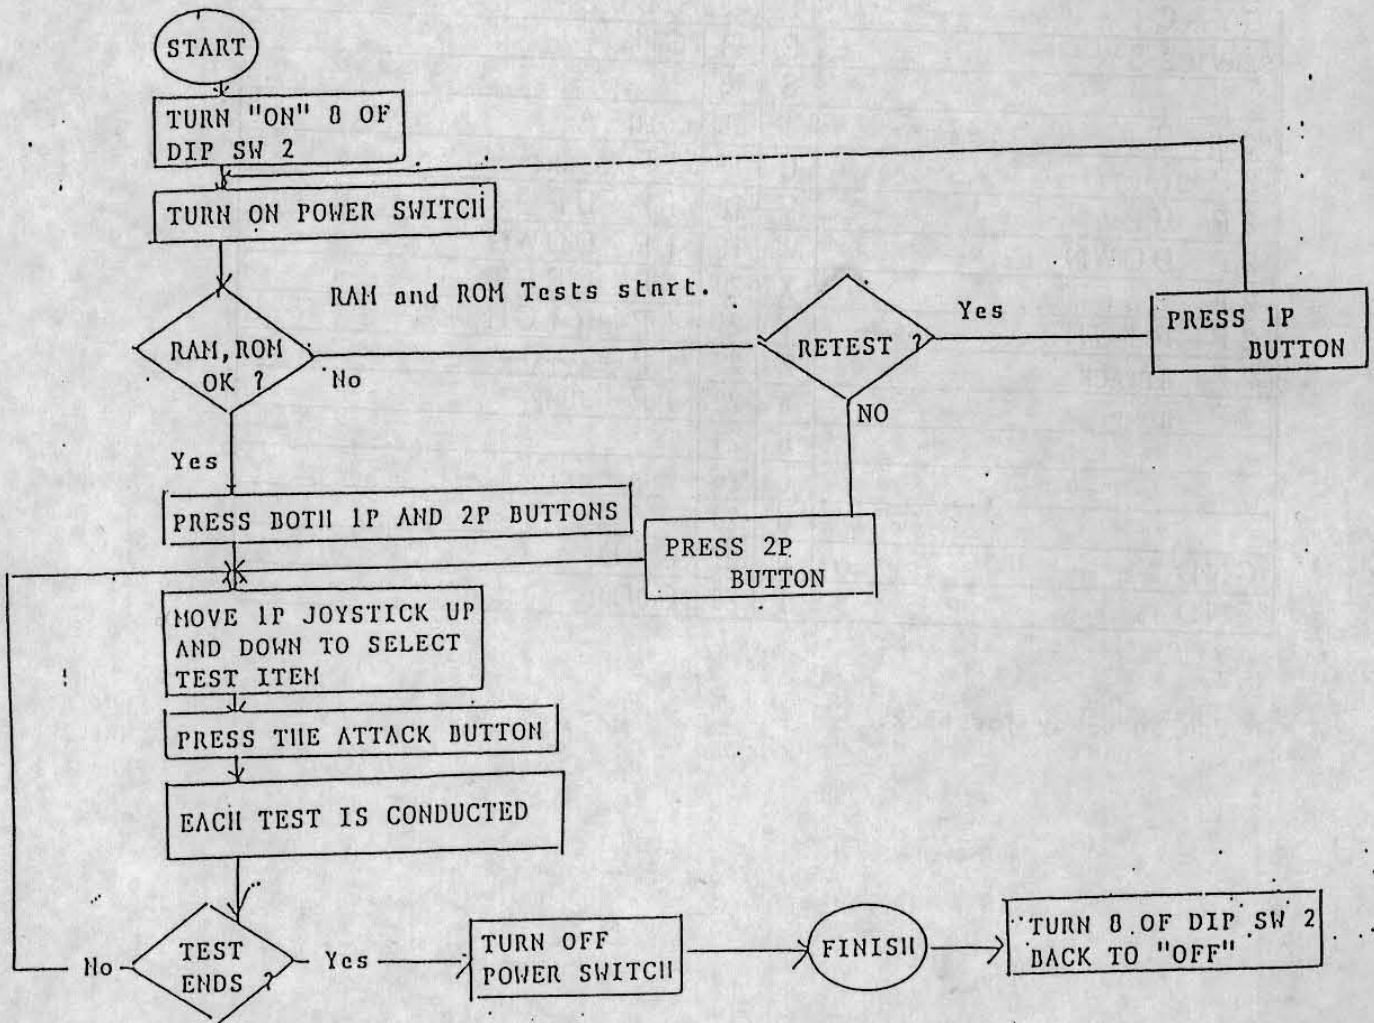 START
TURN "ON" 8 OF
DIP SW 2
TURN ON POWER SWITCH
RAM and ROM Tests start.
RAM, ROM
OK ?
No
RETEST ?
Yes
PRESS 1P
BUTTON
NO
Yes
PRESS BOTH 1P AND 2P BUTTONS
PRESS 2P
BUTTON
MOVE 1P JOYSTICK UP
AND DOWN TO SELECT
TEST ITEM
PRESS THE ATTACK BUTTON
EACH TEST IS CONDUCTED
TEST
ENDS ?
No
Yes
TURN OFF
POWER SWITCH
FINISH
TURN 8 OF DIP SW 2
BACK TO "OFF"